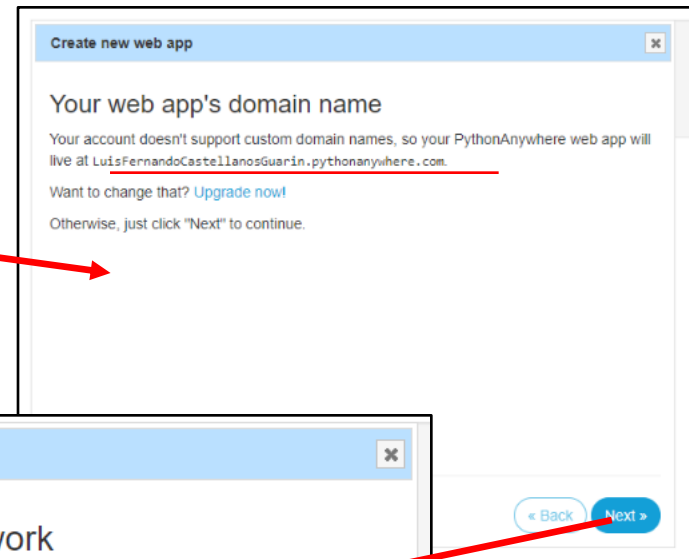 Create new web app
Your web app's domain name
Your account doesn't support custom domain names, so your PythonAnywhere web app will
live at LuisFernandoCastellanosGuarin.pythonanywhere.com.
Want to change that? Upgrade now!
Otherwise, just click "Next" to continue.
« Back Next »
work